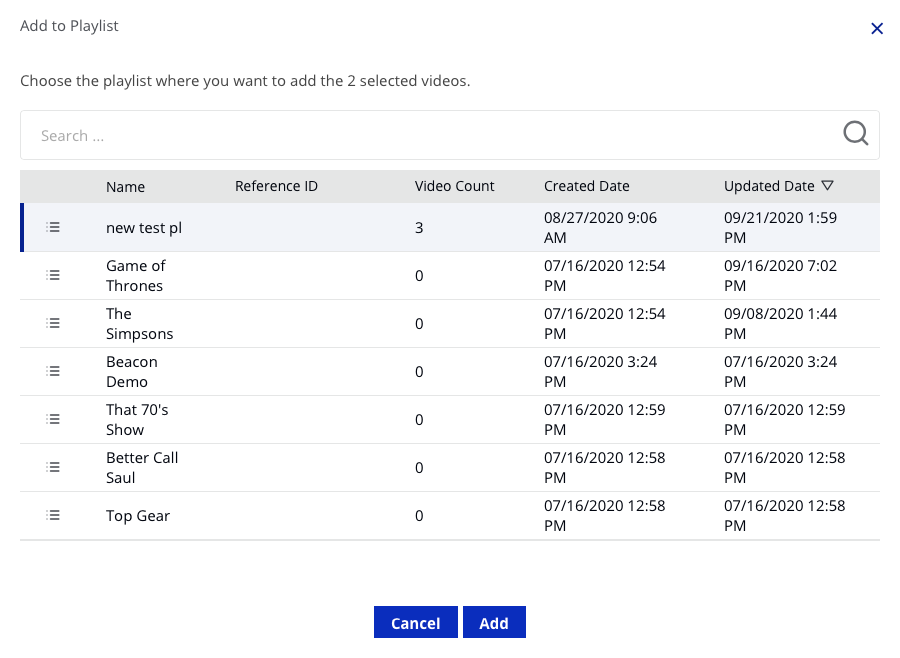 Add to Playlist
Choose the playlist where you want to add the 2 selected videos.
Search ...
Name Reference ID Video Count Created Date Updated Date
new test pl 3 08/27/2020 9:06 AM 09/21/2020 1:59 PM
Game of Thrones 0 07/16/2020 12:54 PM 09/16/2020 7:02 PM
The Simpsons 0 07/16/2020 12:54 PM 09/08/2020 1:44 PM
Beacon Demo 0 07/16/2020 3:24 PM 07/16/2020 3:24 PM
That 70's Show 0 07/16/2020 12:59 PM 07/16/2020 12:59 PM
Better Call Saul 0 07/16/2020 12:58 PM 07/16/2020 12:58 PM
Top Gear 0 07/16/2020 12:58 PM 07/16/2020 12:58 PM
Cancel Add